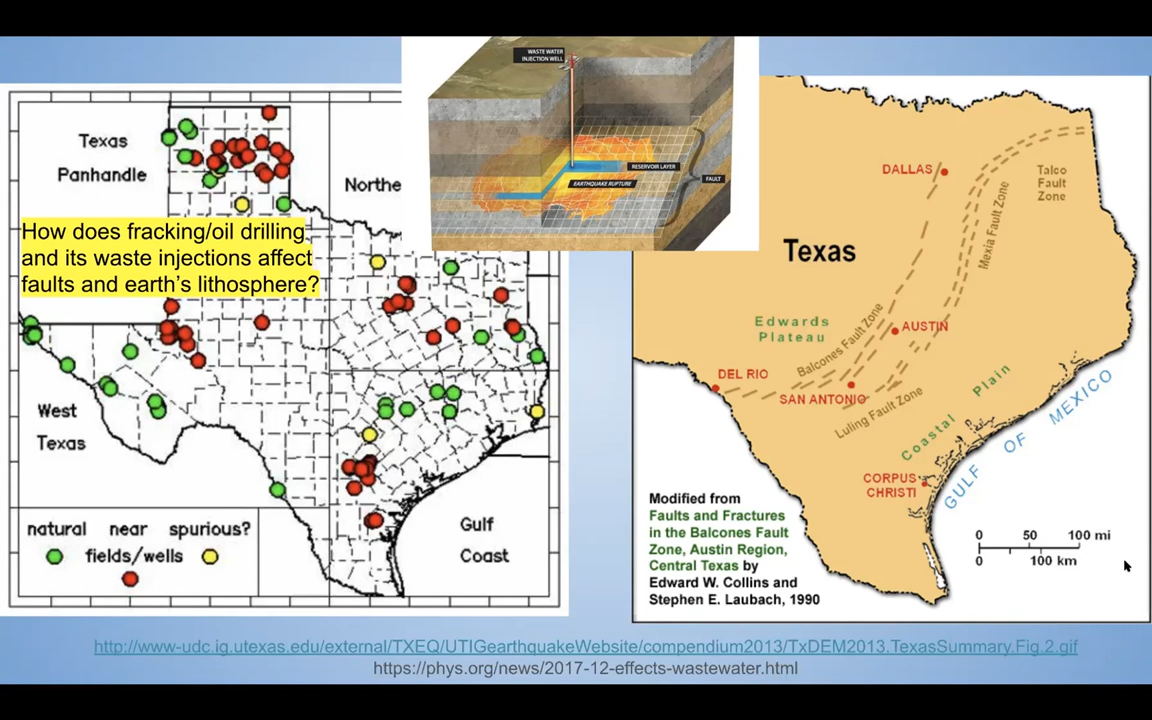 Texas
Panhandle
Northe
How does fracking/oil drilling
and its waste injections affect
faults and earth's lithosphere?
West
Texas
natural near spurious?
fields/wells
Gulf
Coast
WASTE WATER
INJECTION WELL
RESERVOIR LAYER
EARTHQUAKE RUPTURE
FAULT
DALLAS
Talco
Fault
Zone
Mexia Fault Zone
Texas
Edwards
Plateau
Balcones Fault Zone
AUSTIN
DEL RIO
SAN ANTONIO
Luling Fault Zone
Coastal Plain
GULF OF MEXICO
CORPUS
CHRISTI
Modified from
Faults and Fractures
in the Balcones Fault
Zone, Austin Region,
Central Texas by
Edward W. Collins and
Stephen E. Laubach, 1990
0 50 100 mi
0 100 km
http://www-udc.ig.utexas.edu/external/TXEQ/UTIGearthquakeWebsite/compendium2013/TxDEM2013.TexasSummary.Fig.2.gif
https://phys.org/news/2017-12-effects-wastewater.html